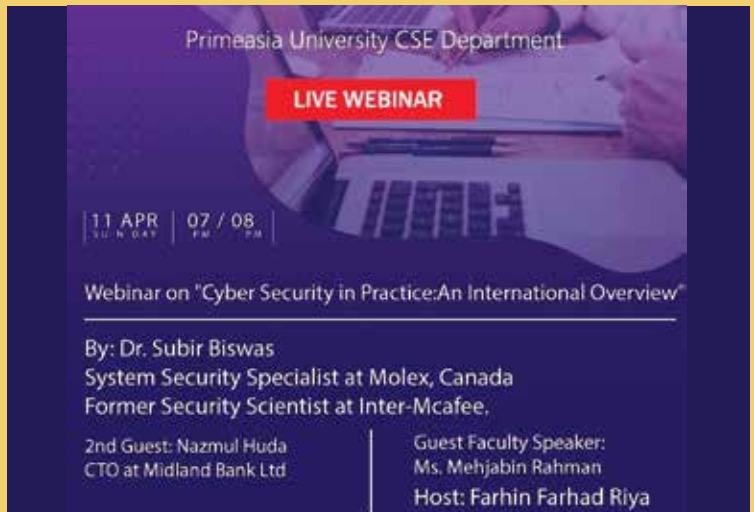 Primeasia University CSE Department
LIVE WEBINAR
11 APR | 07 / 08
SUNDAY PM PM
Webinar on "Cyber Security in Practice:An International Overview"
By: Dr. Subir Biswas
System Security Specialist at Molex, Canada
Former Security Scientist at Inter-Mcafee.
2nd Guest: Nazmul Huda
CTO at Midland Bank Ltd
Guest Faculty Speaker:
Ms. Mehjabin Rahman
Host: Farhin Farhad Riya